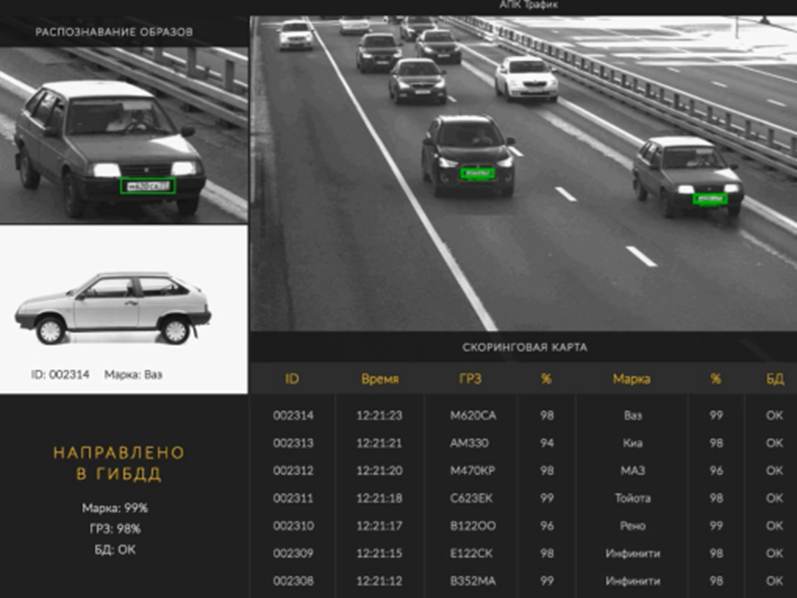 АПК Трафик
РАСПОЗНАВАНИЕ ОБРАЗОВ
ID: 002314 Марка: Ваз
НАПРАВЛЕНО
В ГИБДД
Марка: 99%
ГРЗ: 98%
БД: ОК
СКОРИНГОВАЯ КАРТА
ID Время ГРЗ % Марка % БД
002314 12:21:23 М620СА 98 Ваз 99 ОК
002313 12:21:21 АМ330 94 Киа 98 ОК
002312 12:21:20 М470КР 98 МАЗ 96 ОК
002311 12:21:18 С623ЕК 99 Тойота 98 ОК
002310 12:21:17 В122ОО 96 Рено 99 ОК
002309 12:21:15 Е122СК 98 Инфинити 98 ОК
002308 12:21:12 В352МА 99 Инфинити 98 ОК